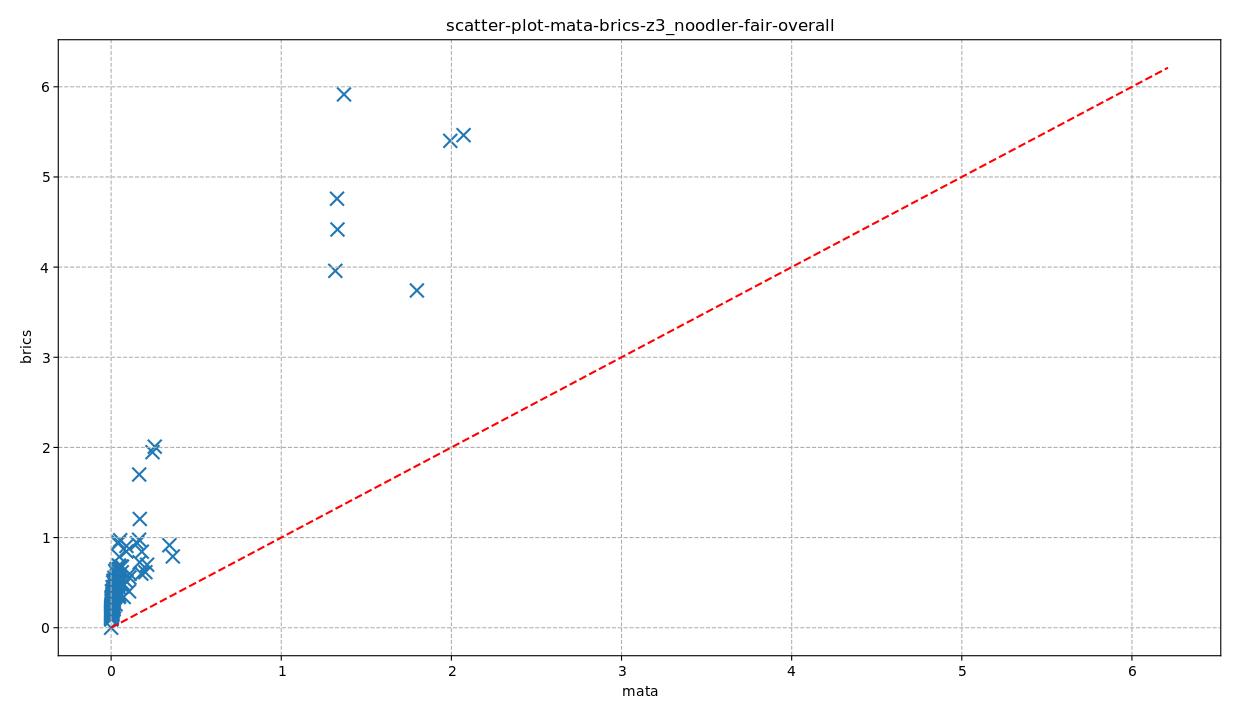 scatter-plot-mata-brics-z3_noodler-fair-overall
6
5
4
3
2
1
0
brics
0 1 2 3 4 5 6
mata